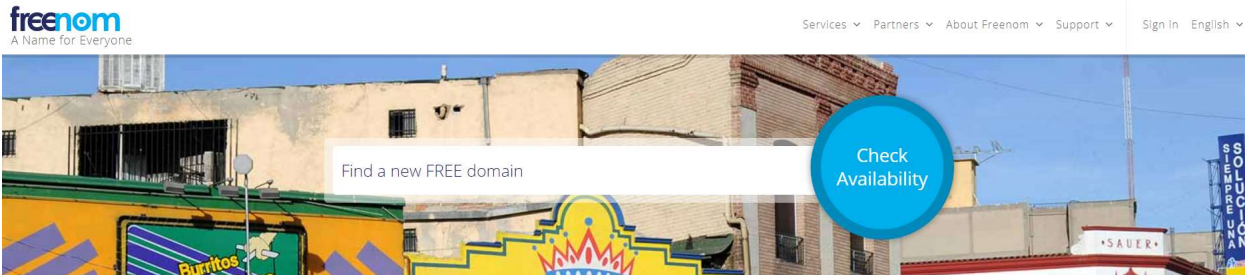 freenom
A Name for Everyone
Services Partners About Freenom Support Sign In English
Find a new FREE domain
Check
Availability
Burritos
•SAUER•
SIEMPRE UNA
SOLUCIÓN